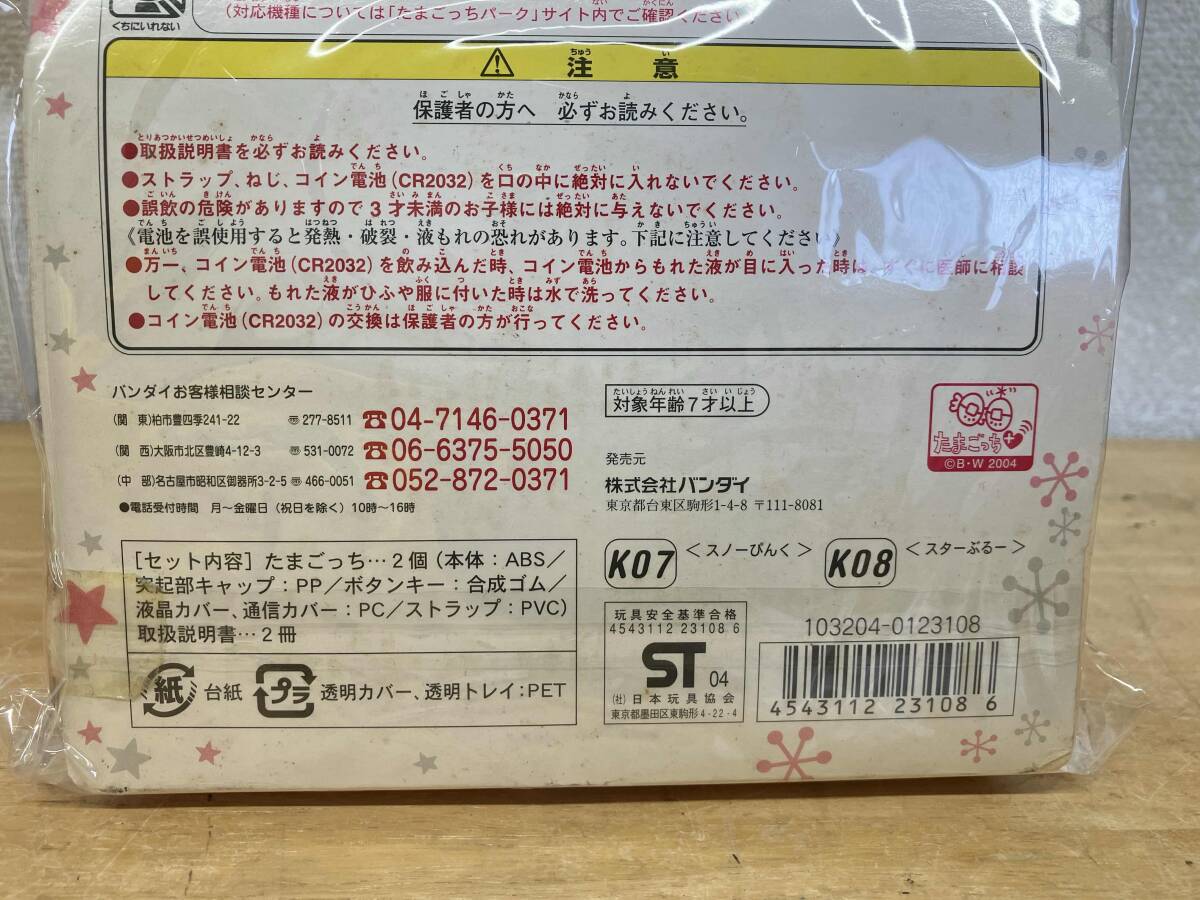 くちにいれない
(対応機種については「たまごっちパーク」サイト内でご確認ください。)
注意
保護者の方へ 必ずお読みください。
●取扱説明書を必ずお読みください。
●ストラップ、ねじ、コイン電池(CR2032)を口の中に絶対に入れないでください。
●誤飲の危険がありますので3才未満のお子様には絶対に与えないでください。
《電池を誤使用すると発熱・破裂・液もれの恐れがあります。下記に注意してください》
●万一、コイン電池(CR2032)を飲み込んだ時、コイン電池からもれた液が目に入った時は、すぐに医師に相談
してください。もれた液がひふや服に付いた時は水で洗ってください。
●コイン電池(CR2032)の交換は保護者の方が行ってください。
バンダイお客様相談センター
(関 東)柏市豊四季241-22 〠277-8511 ☎04-7146-0371
(関 西)大阪市北区豊崎4-12-3 〠531-0072 ☎06-6375-5050
(中 部)名古屋市昭和区御器所3-2-5 〠466-0051 ☎052-872-0371
●電話受付時間 月~金曜日(祝日を除く)10時~16時
対象年齢7才以上
発売元
株式会社バンダイ
東京都台東区駒形1-4-8 〒111-8081
たまごっち
©B・W 2004
K07 <スノーぴんく>
K08 <スターぶるー>
[セット内容]たまごっち…2個(本体:ABS/
突起部キャップ:PP/ボタンキー:合成ゴム/
液晶カバー、通信カバー:PC/ストラップ:PVC)
取扱説明書…2冊
紙 台紙 プラ 透明カバー、透明トレイ:PET
玩具安全基準合格
4543112 23108 6
ST 04
(社)日本玩具協会
東京都墨田区東駒形4-22-4
103204-0123108
4543112 231086